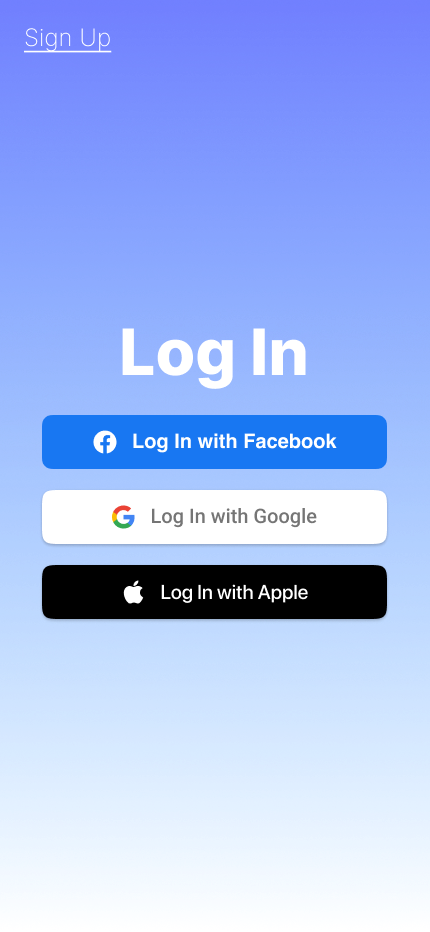 Sign Up
Log In
Log In with Facebook
Log In with Google
Log In with Apple